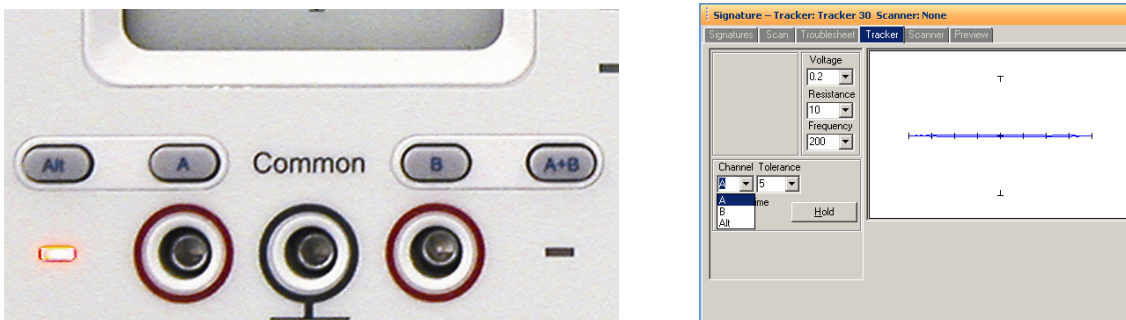 Alt
A
Common
B
A+B
Signature – Tracker: Tracker 30 Scanner: None
Signatures Scan Troublesheet Tracker Scanner Preview
Voltage
0.2
Resistance
10
Frequency
200
Channel Tolerance
A 5
A
B
Alt
Hold